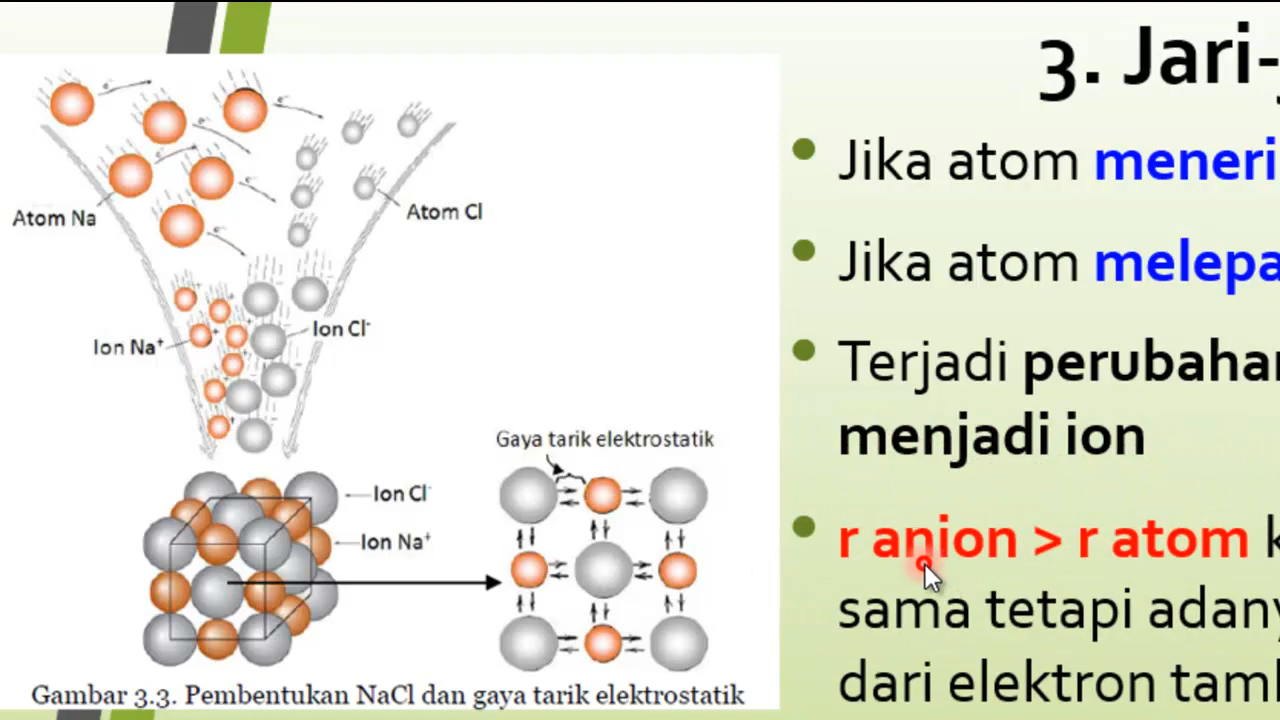 3. Jari-
Jika atom meneri
Jika atom melepa
Terjadi perubahan
menjadi ion
r anion > r atom k
sama tetapi adany
dari elektron tamb
e-
e-
e-
e-
e-
e-
Atom Na
Atom Cl
Ion Na⁺
Ion Cl⁻
Gaya tarik elektrostatik
Ion Cl⁻
Ion Na⁺
Gambar 3.3. Pembentukan NaCl dan gaya tarik elektrostatik